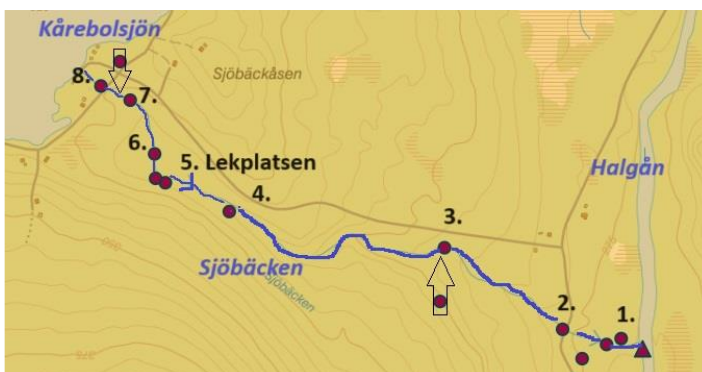 Kårebolsjön
8.
7.
Sjöbäckåsen
6.
5. Lekplatsen
4.
Halgån
3.
Sjöbäcken
Sjöbäcken
2.
1.